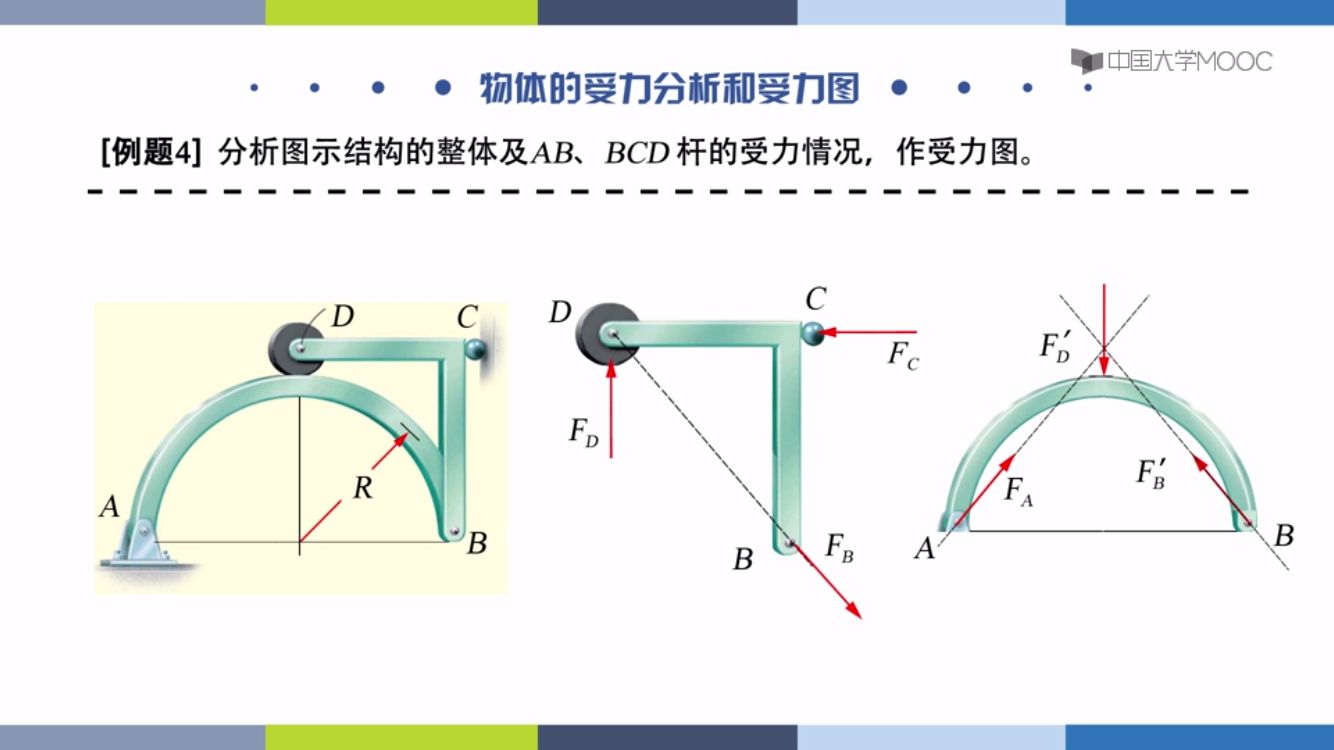 中国大学MOOC
物体的受力分析和受力图
[例题4] 分析图示结构的整体及AB、BCD 杆的受力情况，作受力图。
D
C
A
R
B
D
C
F_C
F_D
B
F_B
F_D′
F_A
F_B′
A
B